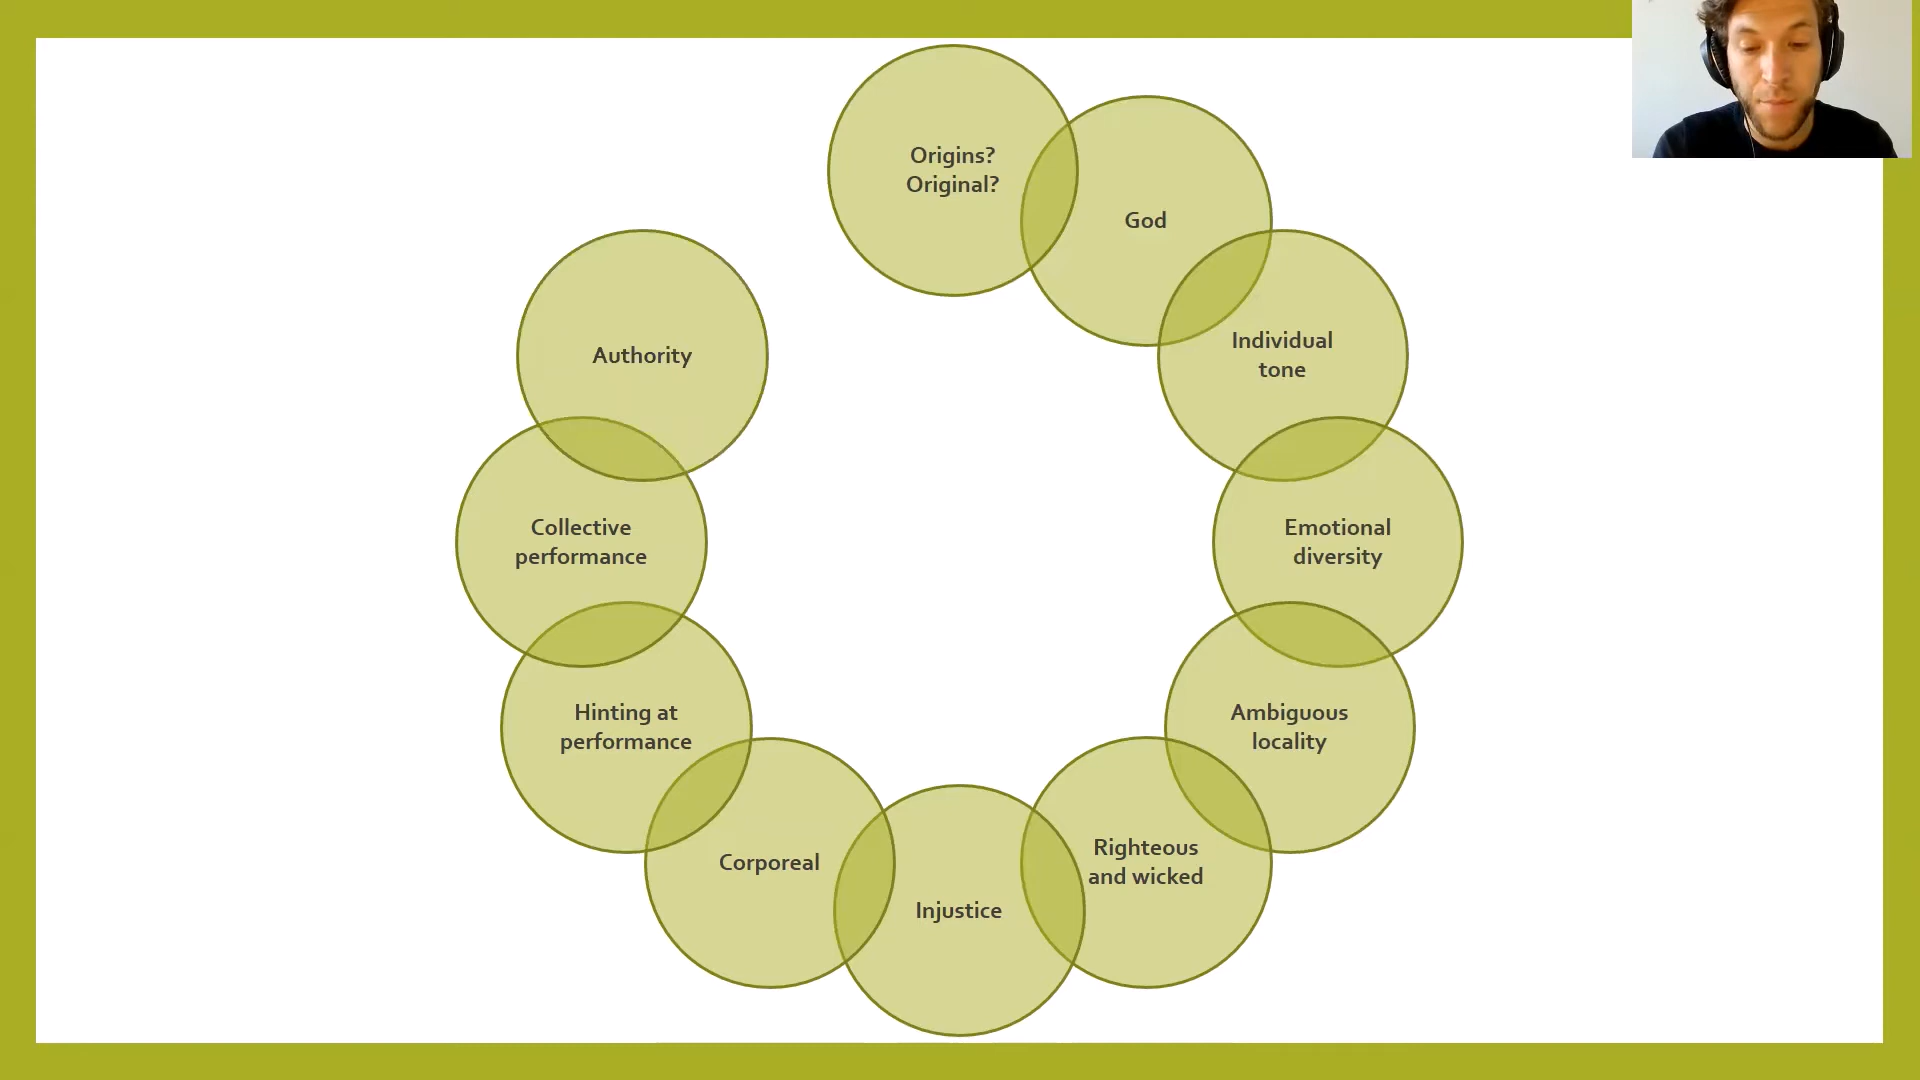 Origins?
Original?
God
Individual
tone
Emotional
diversity
Ambiguous
locality
Righteous
and wicked
Injustice
Corporeal
Hinting at
performance
Collective
performance
Authority